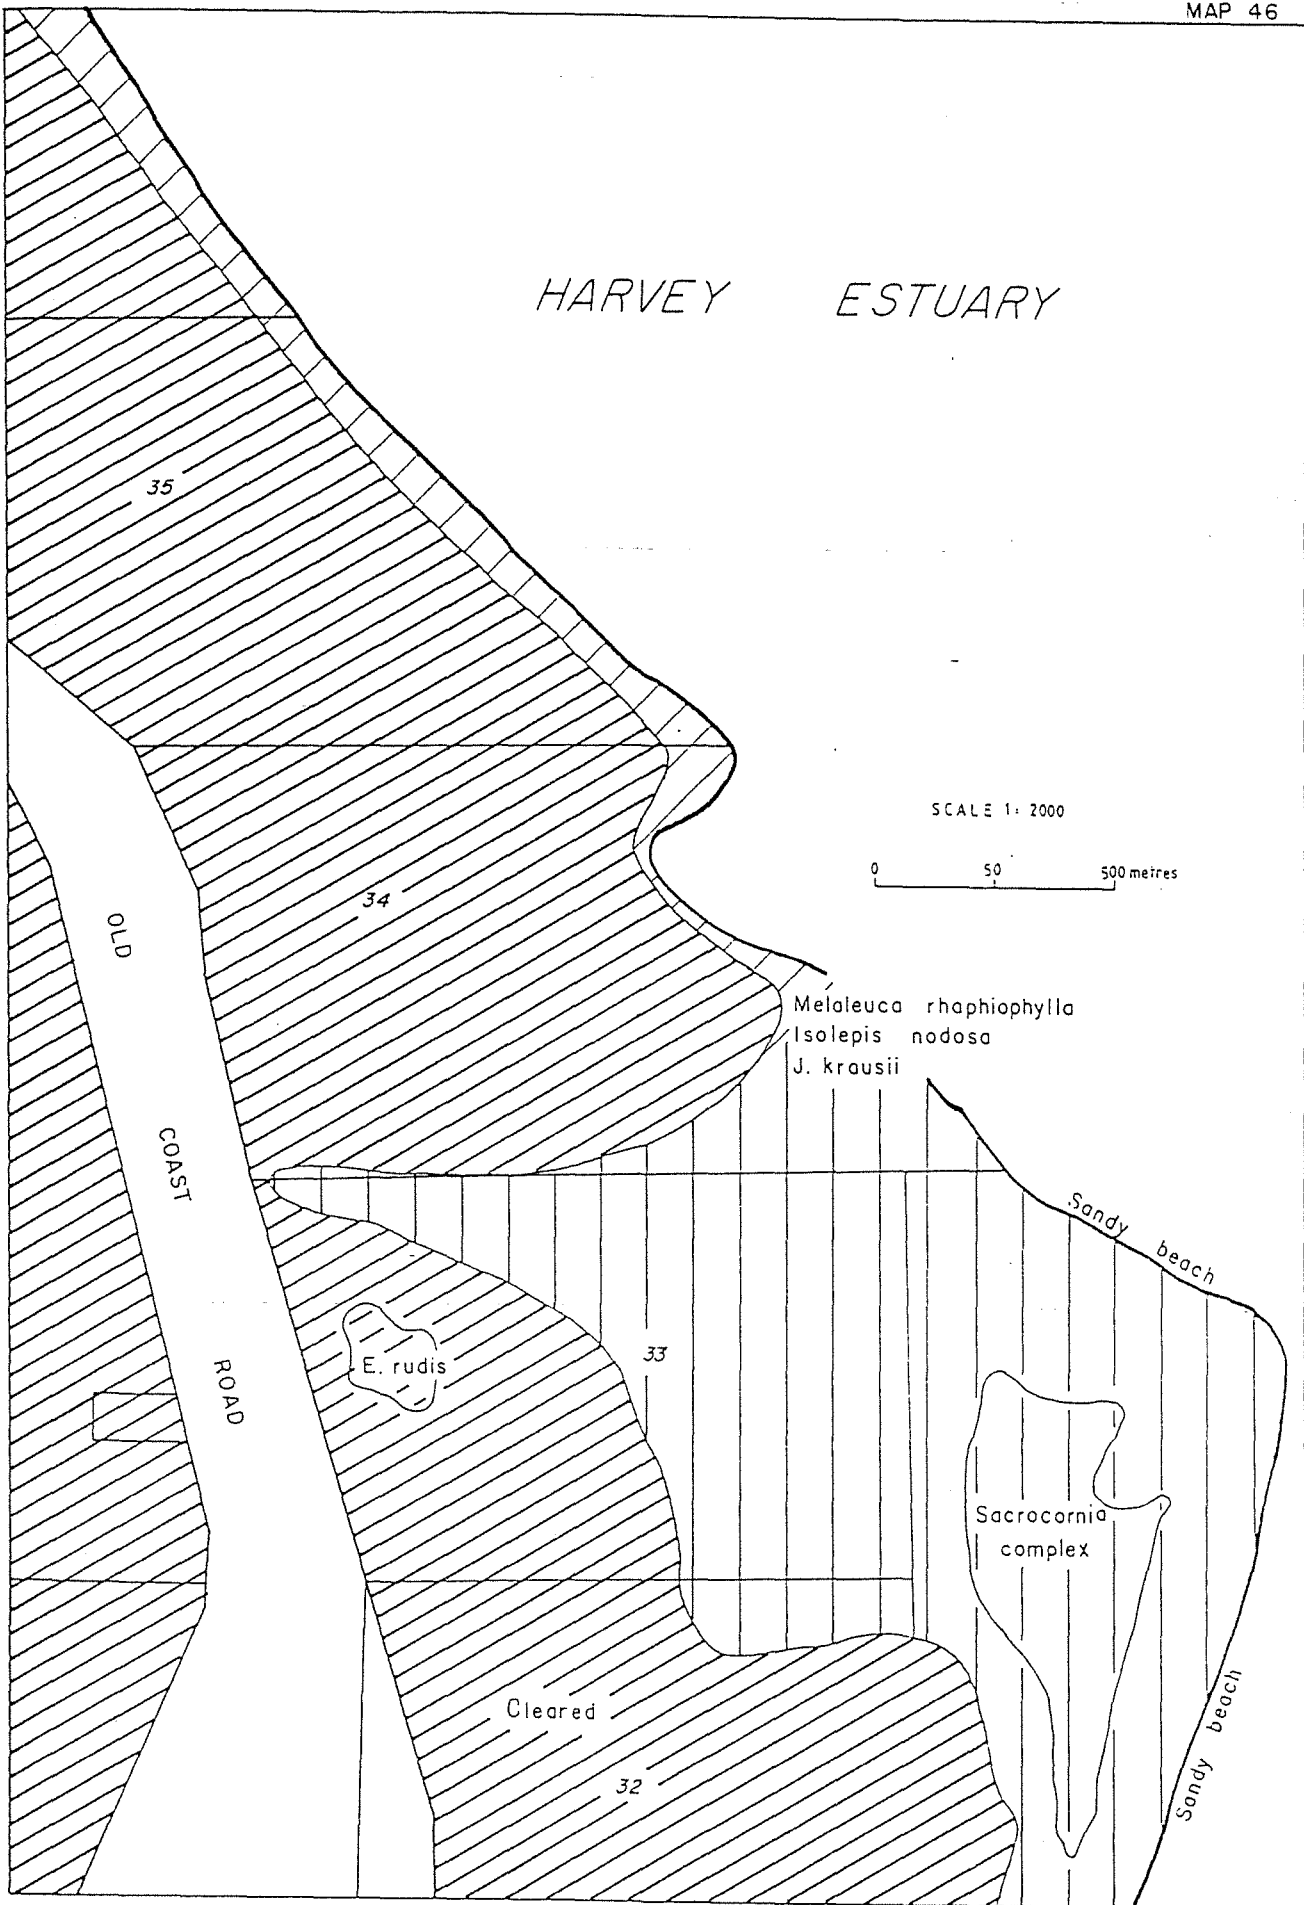 MAP 46
HARVEY ESTUARY
35
SCALE 1: 2000
0 50 500 metres
34
OLD
COAST
ROAD
Melaleuca rhaphiophylla
Isolepis nodosa
J. krausii
Sandy beach
E. rudis
33
Sacrocornia
complex
Cleared
32
Sandy beach